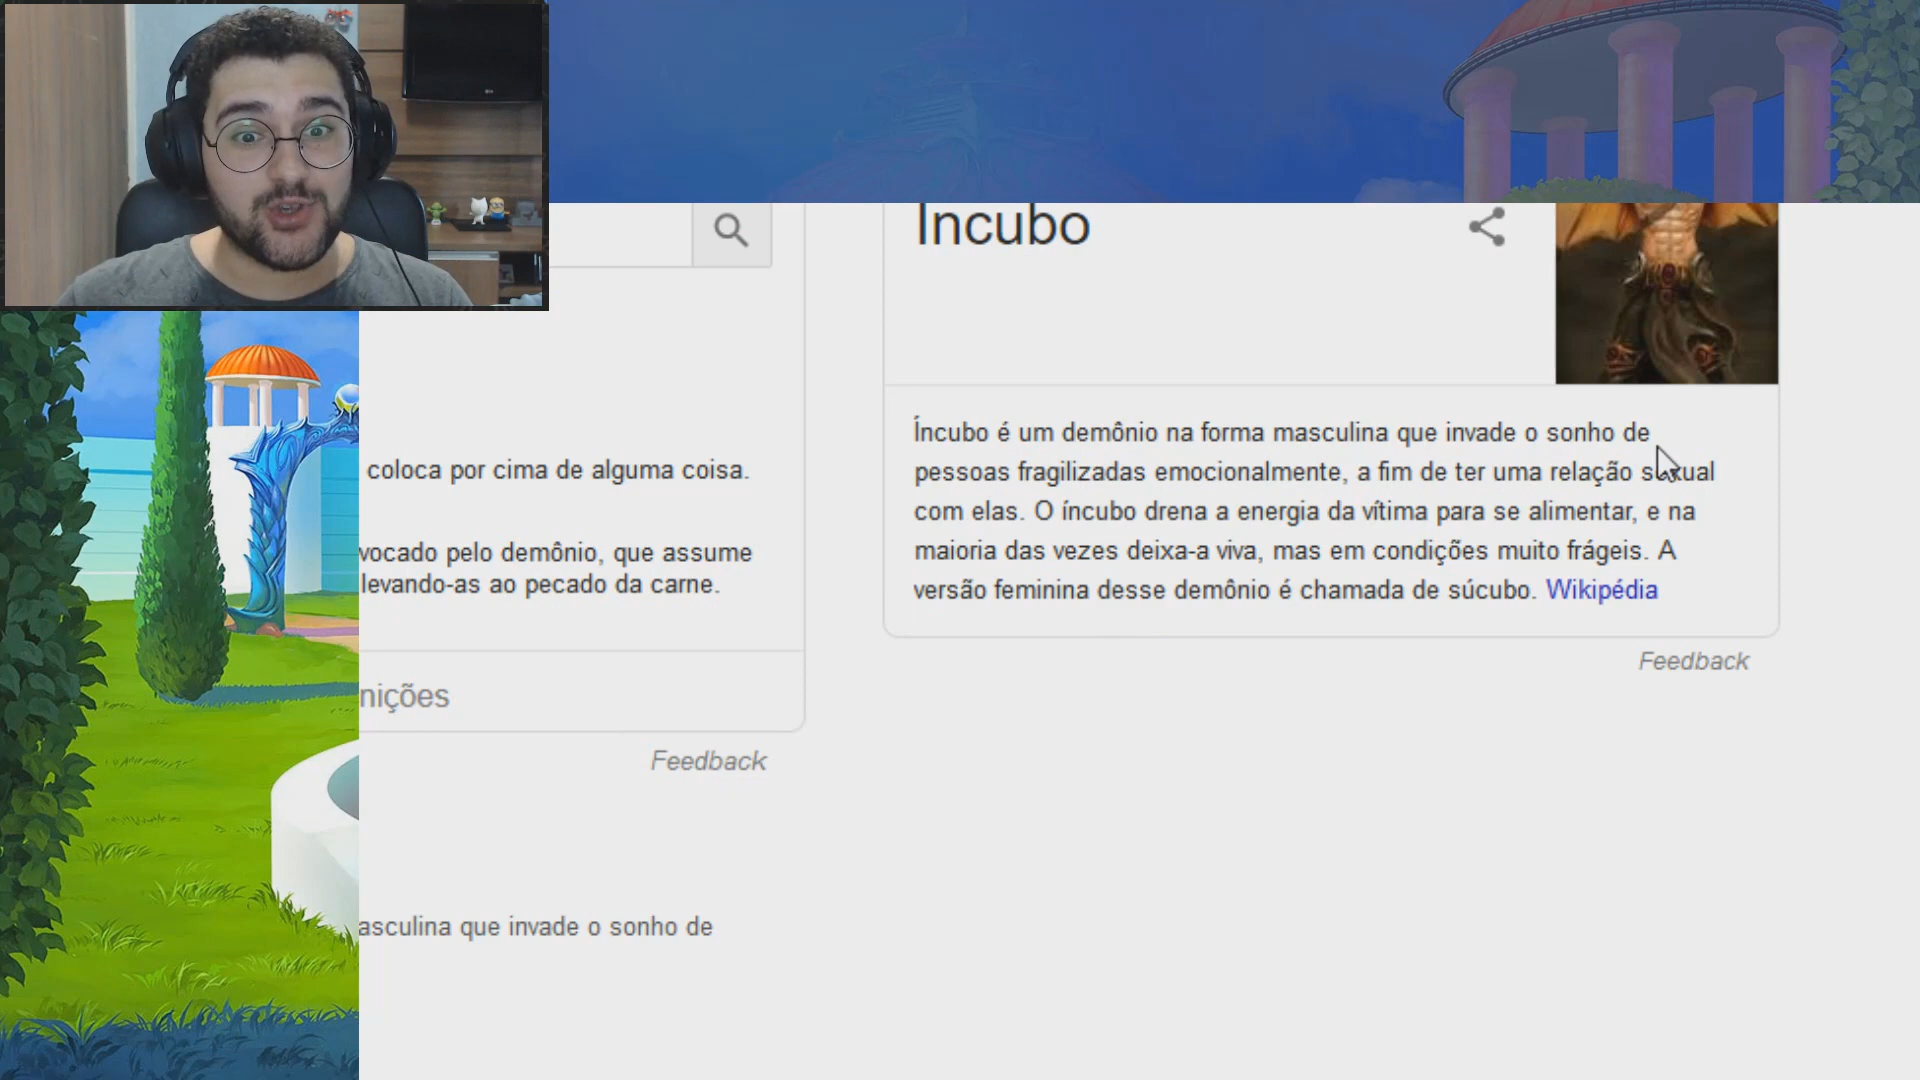 Íncubo
coloca por cima de alguma coisa.
vocado pelo demônio, que assume
levando-as ao pecado da carne.
nições
Feedback
asculina que invade o sonho de
Íncubo é um demônio na forma masculina que invade o sonho de
pessoas fragilizadas emocionalmente, a fim de ter uma relação sexual
com elas. O íncubo drena a energia da vítima para se alimentar, e na
maioria das vezes deixa-a viva, mas em condições muito frágeis. A
versão feminina desse demônio é chamada de súcubo. Wikipédia
Feedback